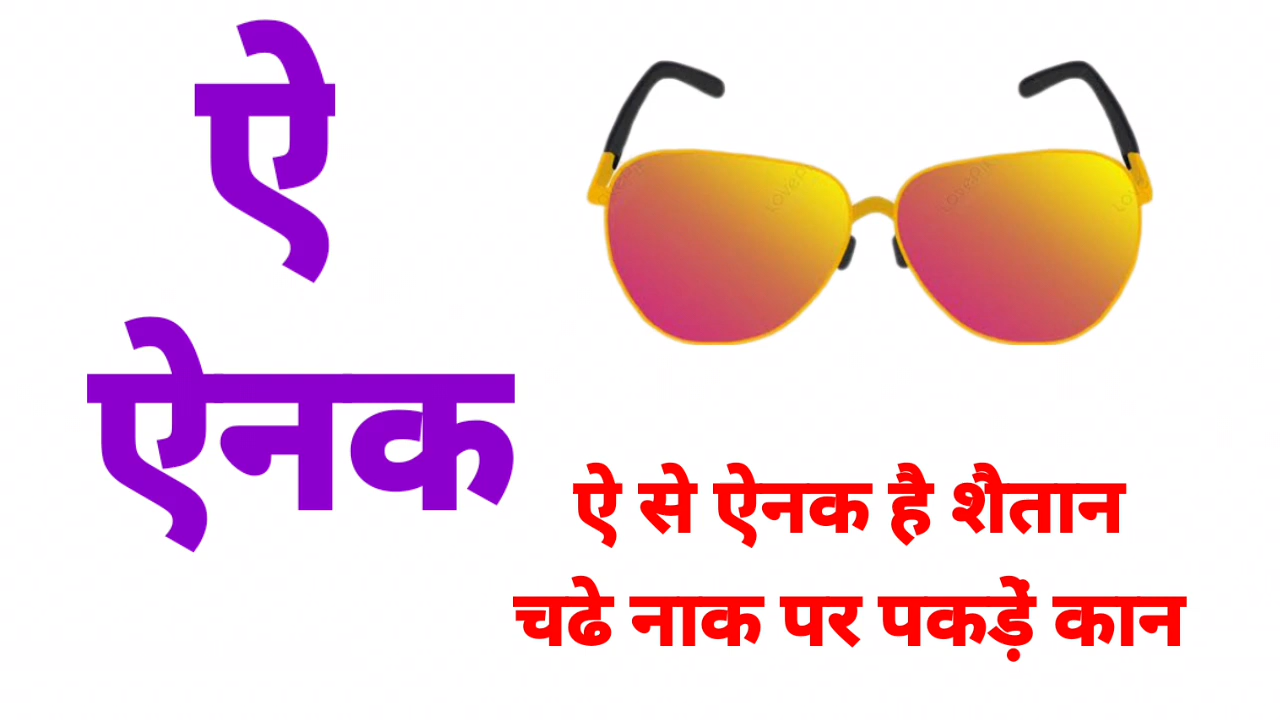 ऐ
ऐनक
ऐ से ऐनक है शैतान
चढे नाक पर पकड़ें कान